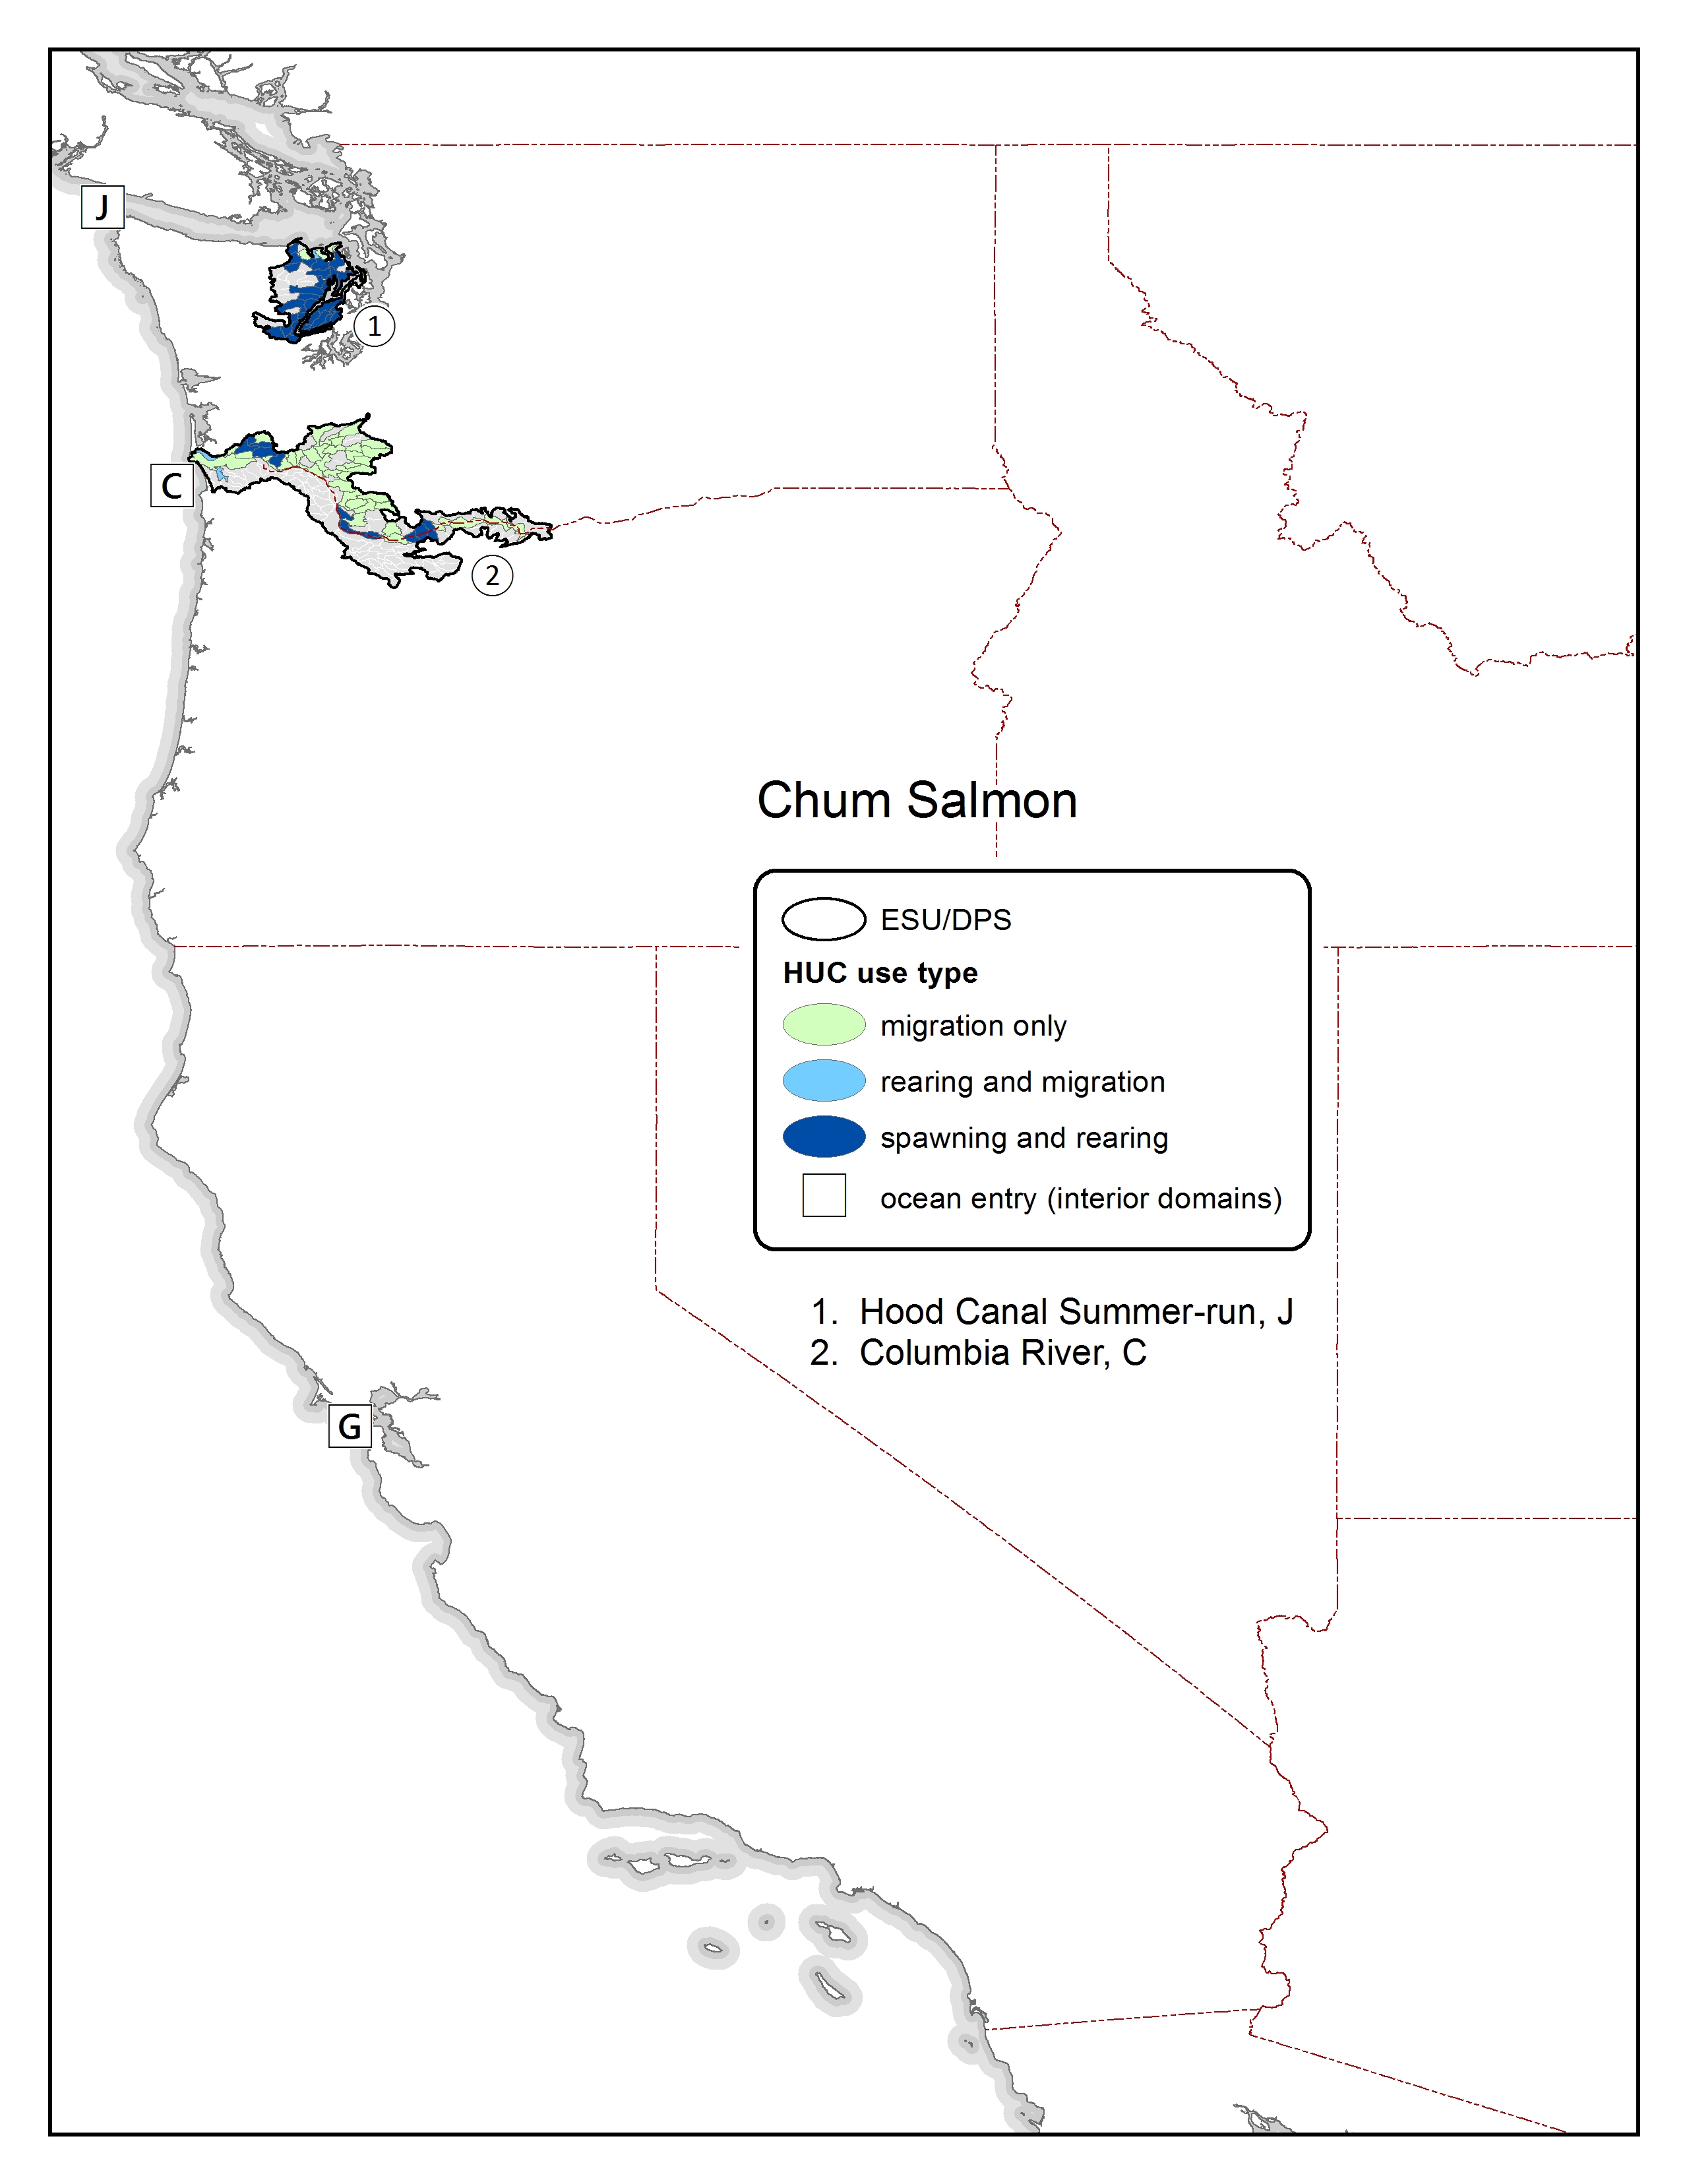 J
1
C
2
Chum Salmon
ESU/DPS
HUC use type
migration only
rearing and migration
spawning and rearing
ocean entry (interior domains)
1. Hood Canal Summer-run, J
2. Columbia River, C
G